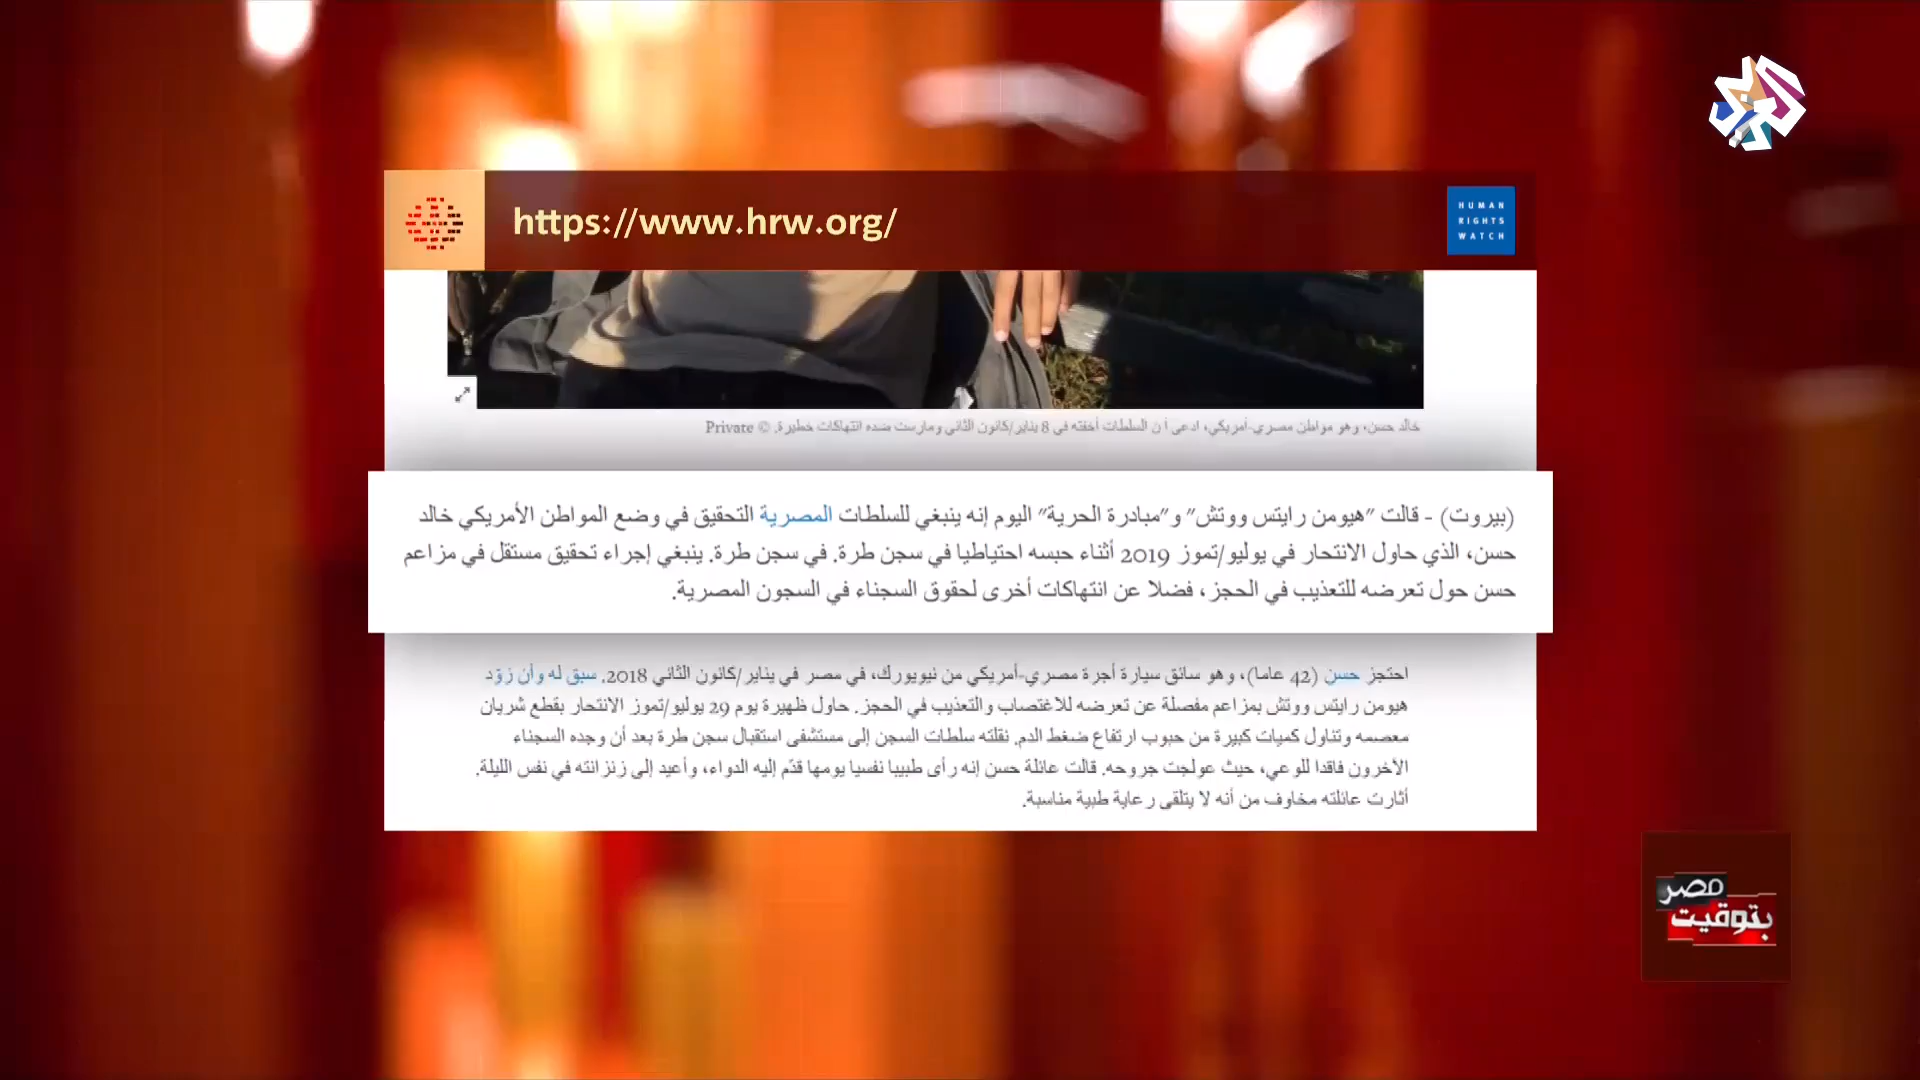 https://www.hrw.org/
HUMAN
RIGHTS
WATCH
خالد حسن، وهو مواطن مصري-أمريكي، ادعى أ ن السلطات أخفته في 8 يناير/كانون الثاني ومارست ضده انتهاكات خطيرة. © Private
(بيروت) - قالت "هيومن رايتس ووتش" و"مبادرة الحرية" اليوم إنه ينبغي للسلطات المصرية التحقيق في وضع المواطن الأمريكي خالد
حسن، الذي حاول الانتحار في يوليو/تموز 2019 أثناء حبسه احتياطيا في سجن طرة. في سجن طرة. ينبغي إجراء تحقيق مستقل في مزاعم
حسن حول تعرضه للتعذيب في الحجز، فضلا عن انتهاكات أخرى لحقوق السجناء في السجون المصرية.
احتجز حسن (42 عاما)، وهو سائق سيارة أجرة مصري-أمريكي من نيويورك، في مصر في يناير/كانون الثاني 2018. سبق له وأن زوّد
هيومن رايتس ووتش بمزاعم مفصلة عن تعرضه للاغتصاب والتعذيب في الحجز. حاول ظهيرة يوم 29 يوليو/تموز الانتحار بقطع شريان
معصمه وتناول كميات كبيرة من حبوب ارتفاع ضغط الدم. نقلته سلطات السجن إلى مستشفى استقبال سجن طرة بعد أن وجده السجناء
الآخرون فاقدا للوعي، حيث عولجت جروحه. قالت عائلة حسن إنه رأى طبيبا نفسيا يومها قدّم إليه الدواء، وأعيد إلى زنزانته في نفس الليلة.
أثارت عائلته مخاوف من أنه لا يتلقى رعاية طبية مناسبة.
مصر
بتوقيت